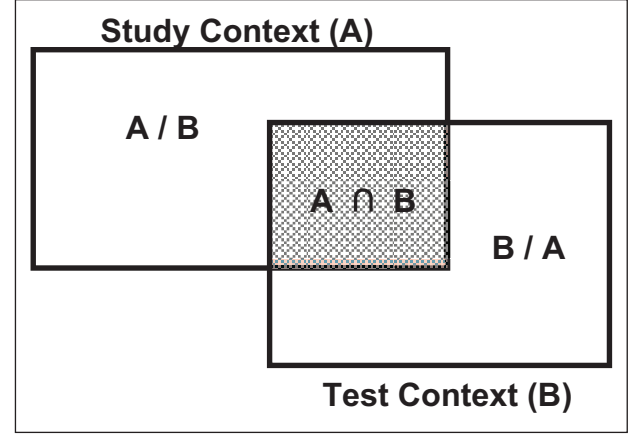 Study Context (A)
A / B
A ∩ B
B / A
Test Context (B)